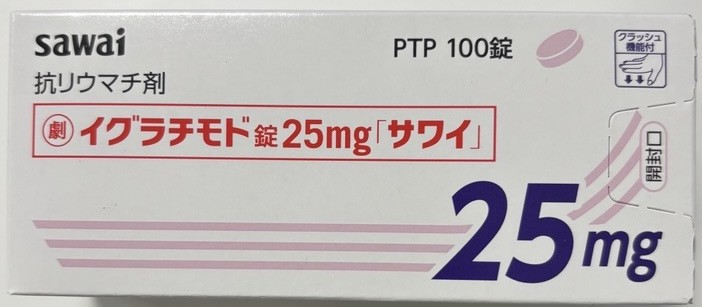 sawai
PTP 100錠
クラッシュ
機能付
抗リウマチ剤
劇 イグラチモド錠25mg「サワイ」
開封口
25mg